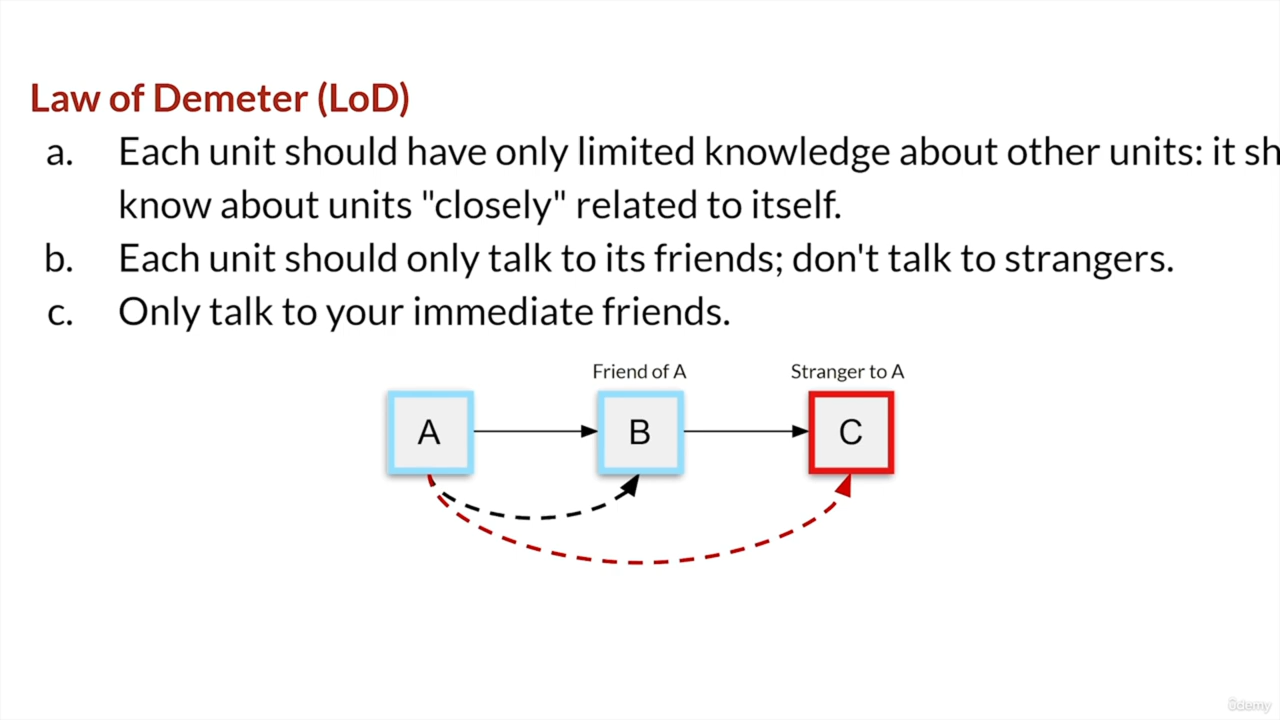 Law of Demeter (LoD)
a. Each unit should have only limited knowledge about other units: it sh
know about units "closely" related to itself.
b. Each unit should only talk to its friends; don't talk to strangers.
c. Only talk to your immediate friends.
Friend of A Stranger to A
A B C
ûdemy